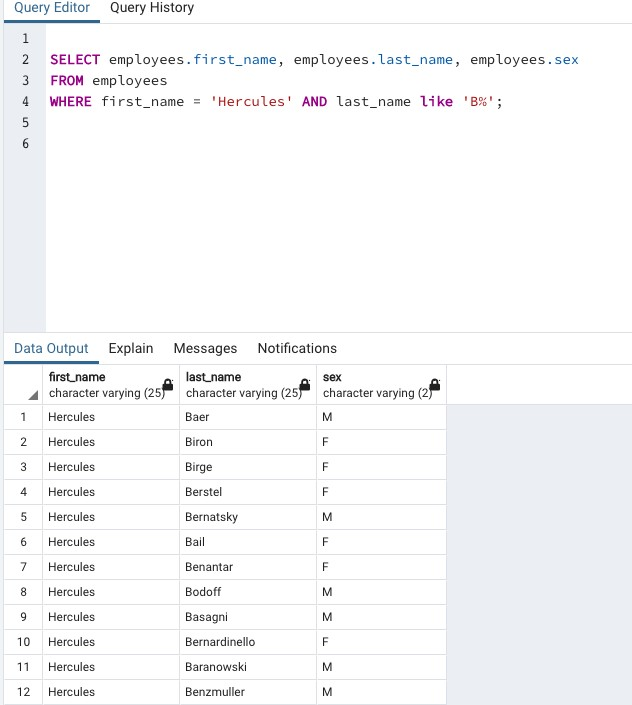 Query Editor Query History
1
2 SELECT employees.first_name, employees.last_name, employees.sex
3 FROM employees
4 WHERE first_name = 'Hercules' AND last_name like 'B%';
5
6
Data Output Explain Messages Notifications
first_name last_name sex
character varying (25) character varying (25) character varying (2)
1 Hercules Baer M
2 Hercules Biron F
3 Hercules Birge F
4 Hercules Berstel F
5 Hercules Bernatsky M
6 Hercules Bail F
7 Hercules Benantar F
8 Hercules Bodoff M
9 Hercules Basagni M
10 Hercules Bernardinello F
11 Hercules Baranowski M
12 Hercules Benzmuller M